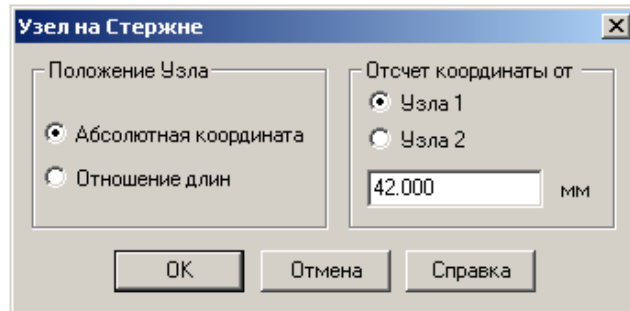 Узел на Стержне
Положение Узла
Абсолютная координата
Отношение длин
Отсчет координаты от
Узла 1
Узла 2
42.000 мм
OK Отмена Справка